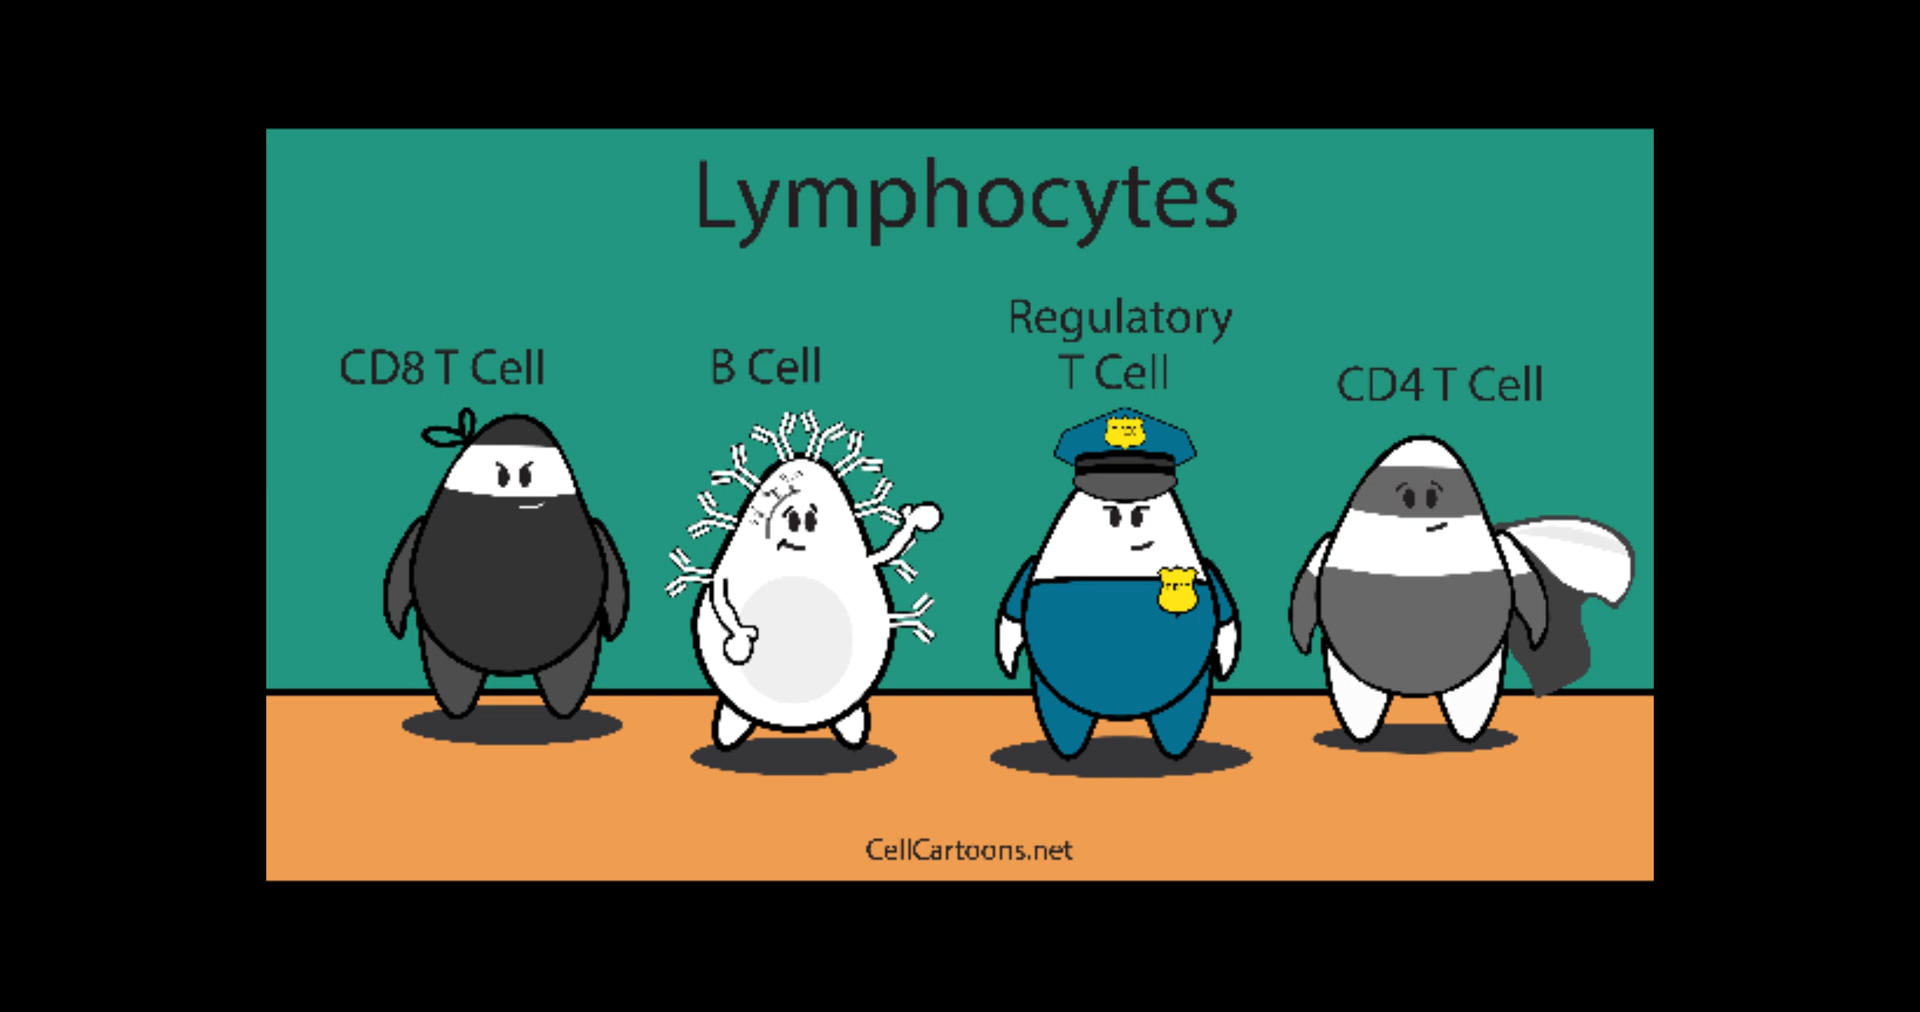 Lymphocytes
CD8 T Cell
B Cell
Regulatory
T Cell
CD4 T Cell
CellCartoons.net